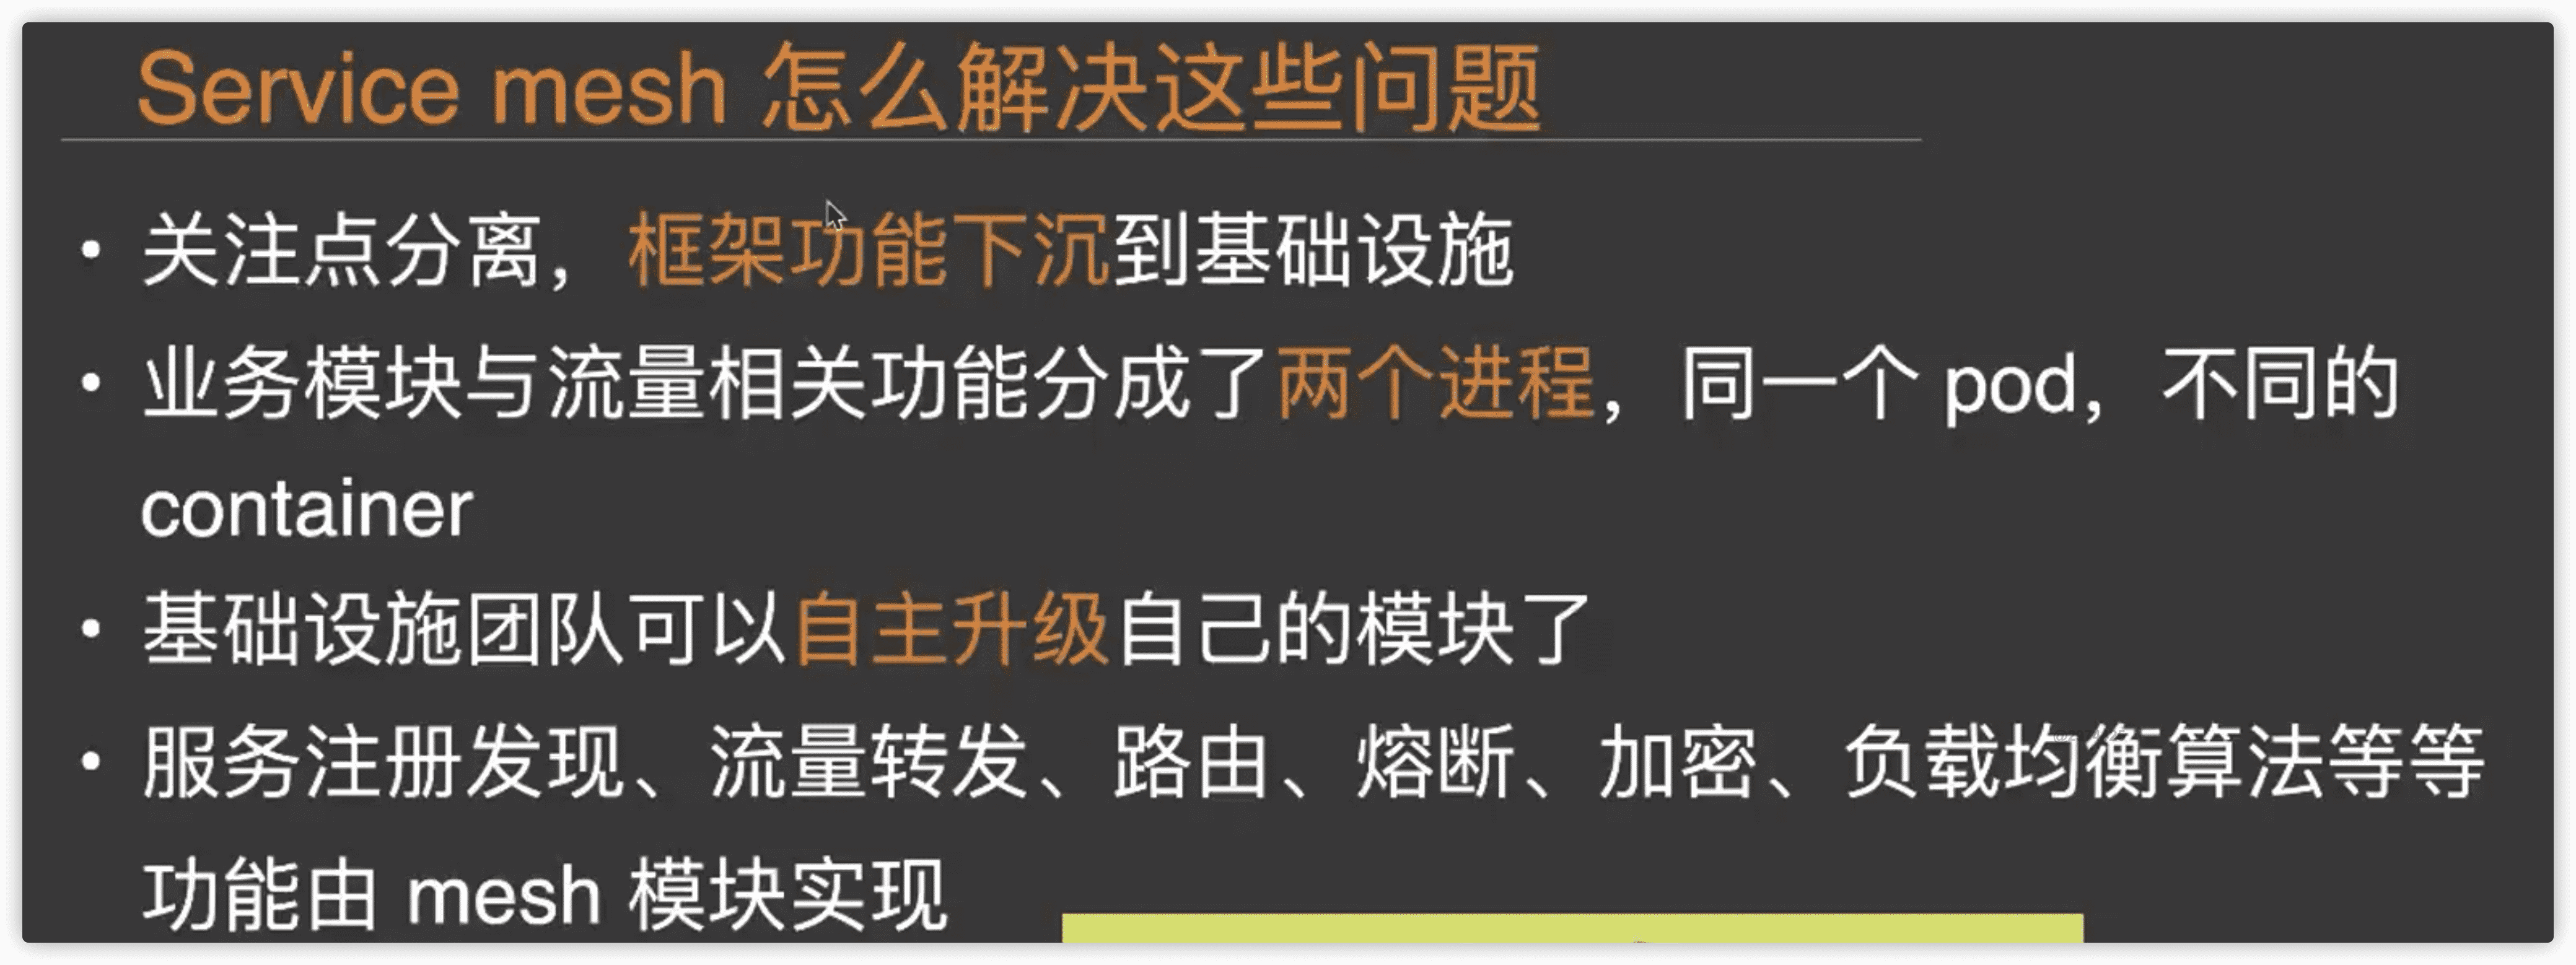 Service mesh 怎么解决这些问题
• 关注点分离，框架功能下沉到基础设施
• 业务模块与流量相关功能分成了两个进程，同一个 pod，不同的
container
• 基础设施团队可以自主升级自己的模块了
• 服务注册发现、流量转发、路由、熔断、加密、负载均衡算法等等
功能由 mesh 模块实现